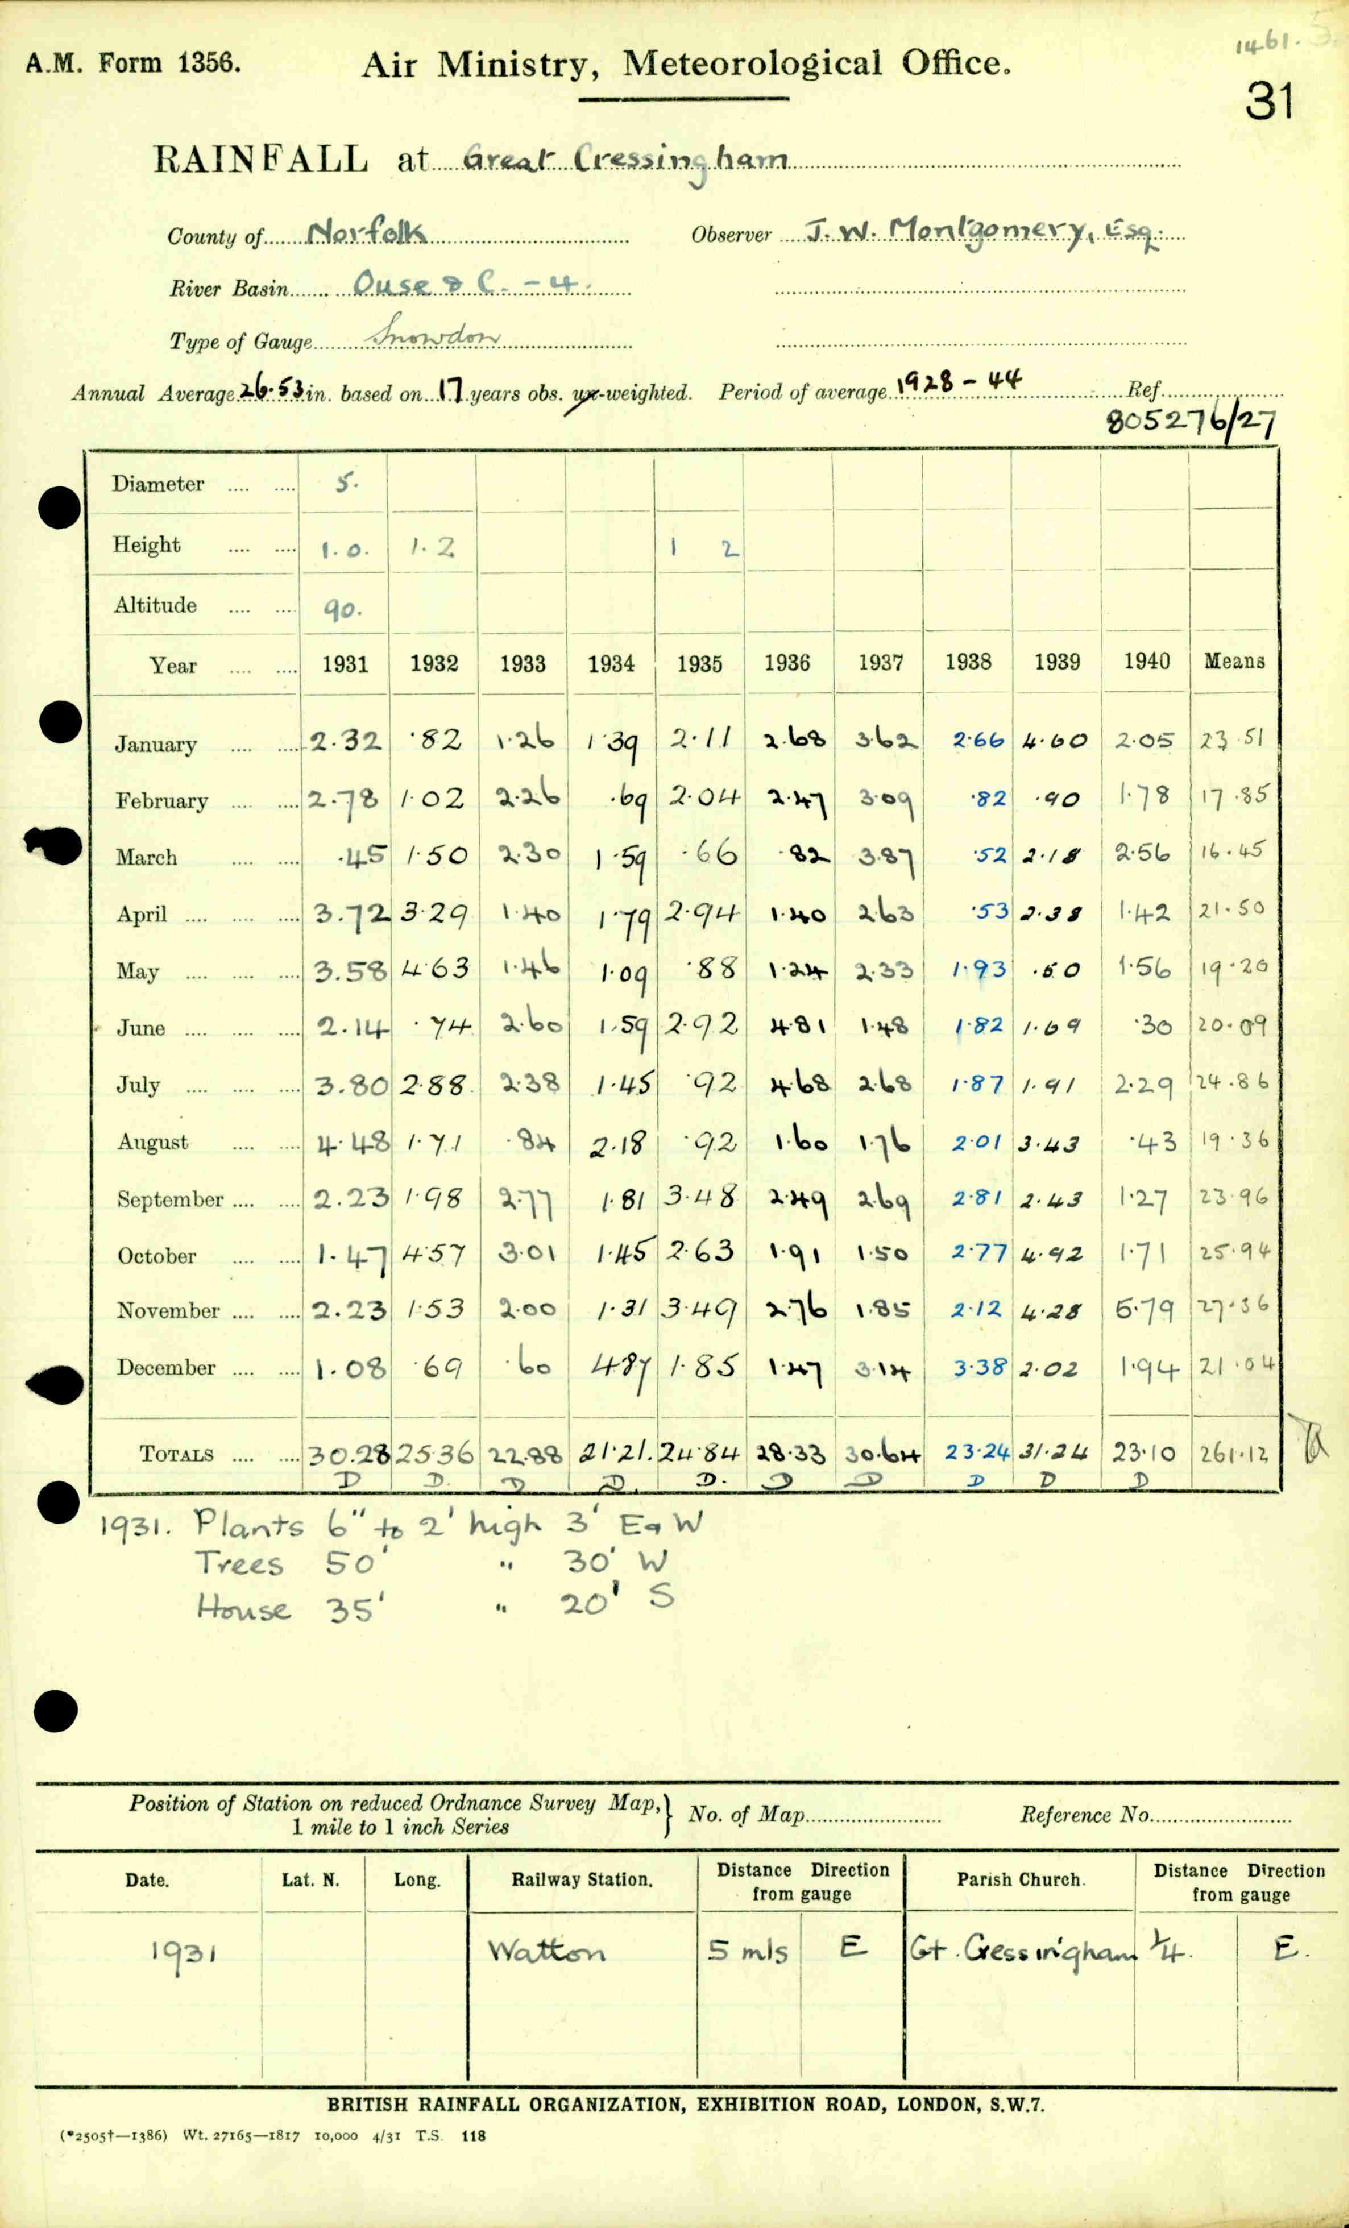 1461. 5.
A.M. Form 1356. Air Ministry, Meteorological Office.
31
RAINFALL at Great Cressingham
County of Norfolk Observer J. W. Montgomery, Esq.
River Basin Ouse & C. - 4.
Type of Gauge Snowdon
Annual Average 26.53 in. based on 17 years obs. un-weighted. Period of average 1928 - 44 Ref.
805276/27
Diameter .... .... 5.
Height .... .... 1.0. 1.2 1 2
Altitude .... .... 90.
Year .... .... 1931 1932 1933 1934 1935 1936 1937 1938 1939 1940 Means
January .... .... 2.32 .82 1.26 1.39 2.11 2.68 3.62 2.66 4.60 2.05 23.51
February .... .... 2.78 1.02 2.26 .69 2.04 2.47 3.09 .82 .90 1.78 17.85
March .... .... .45 1.50 2.30 1.59 .66 .82 3.87 .52 2.18 2.56 16.45
April .... .... .... 3.72 3.29 1.40 1.79 2.94 1.40 2.63 .53 2.38 1.42 21.50
May .... .... .... 3.58 4.63 1.46 1.09 .88 1.24 2.33 1.93 .50 1.56 19.20
June .... .... .... 2.14 .74 2.60 1.59 2.92 4.81 1.48 1.82 1.69 .30 20.09
July .... .... .... 3.80 2.88 2.38 1.45 .92 4.68 2.68 1.87 1.91 2.29 24.86
August .... .... 4.48 1.71 .84 2.18 .92 1.60 1.76 2.01 3.43 .43 19.36
September .... .... 2.23 1.98 2.77 1.81 3.48 2.49 2.69 2.81 2.43 1.27 23.96
October .... .... 1.47 4.57 3.01 1.45 2.63 1.91 1.50 2.77 4.92 1.71 25.94
November .... .... 2.23 1.53 2.00 1.31 3.49 2.76 1.85 2.12 4.28 5.79 27.36
December .... .... 1.08 .69 .60 4.87 1.85 1.47 3.14 3.38 2.02 1.94 21.04
TOTALS .... .... 30.28 25.36 22.88 21.21. 24.84 28.33 30.64 23.24 31.24 23.10 261.12
D D. D D. D. D D D D D
1931. Plants 6" to 2' high 3' E & W
Trees 50' " 30' W
House 35' " 20' S
Position of Station on reduced Ordnance Survey Map, } No. of Map Reference No.
1 mile to 1 inch Series
Date. Lat. N. Long. Railway Station. Distance Direction from gauge Parish Church. Distance Direction from gauge
1931 Watton 5 mls E Gt. Cressingham 1/4. E.
BRITISH RAINFALL ORGANIZATION, EXHIBITION ROAD, LONDON, S.W.7.
(*2505†—1386) Wt. 27165—1817 10,000 4/31 T.S. 118